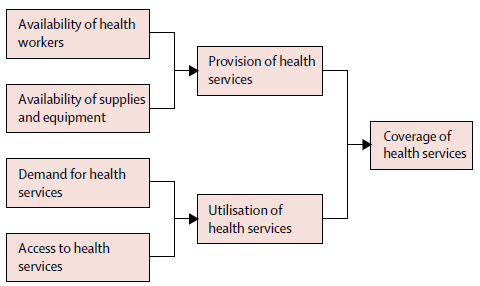 Availability of health
workers
Availability of supplies
and equipment
Demand for health
services
Access to health
services
Provision of health
services
Utilisation of
health services
Coverage of
health services